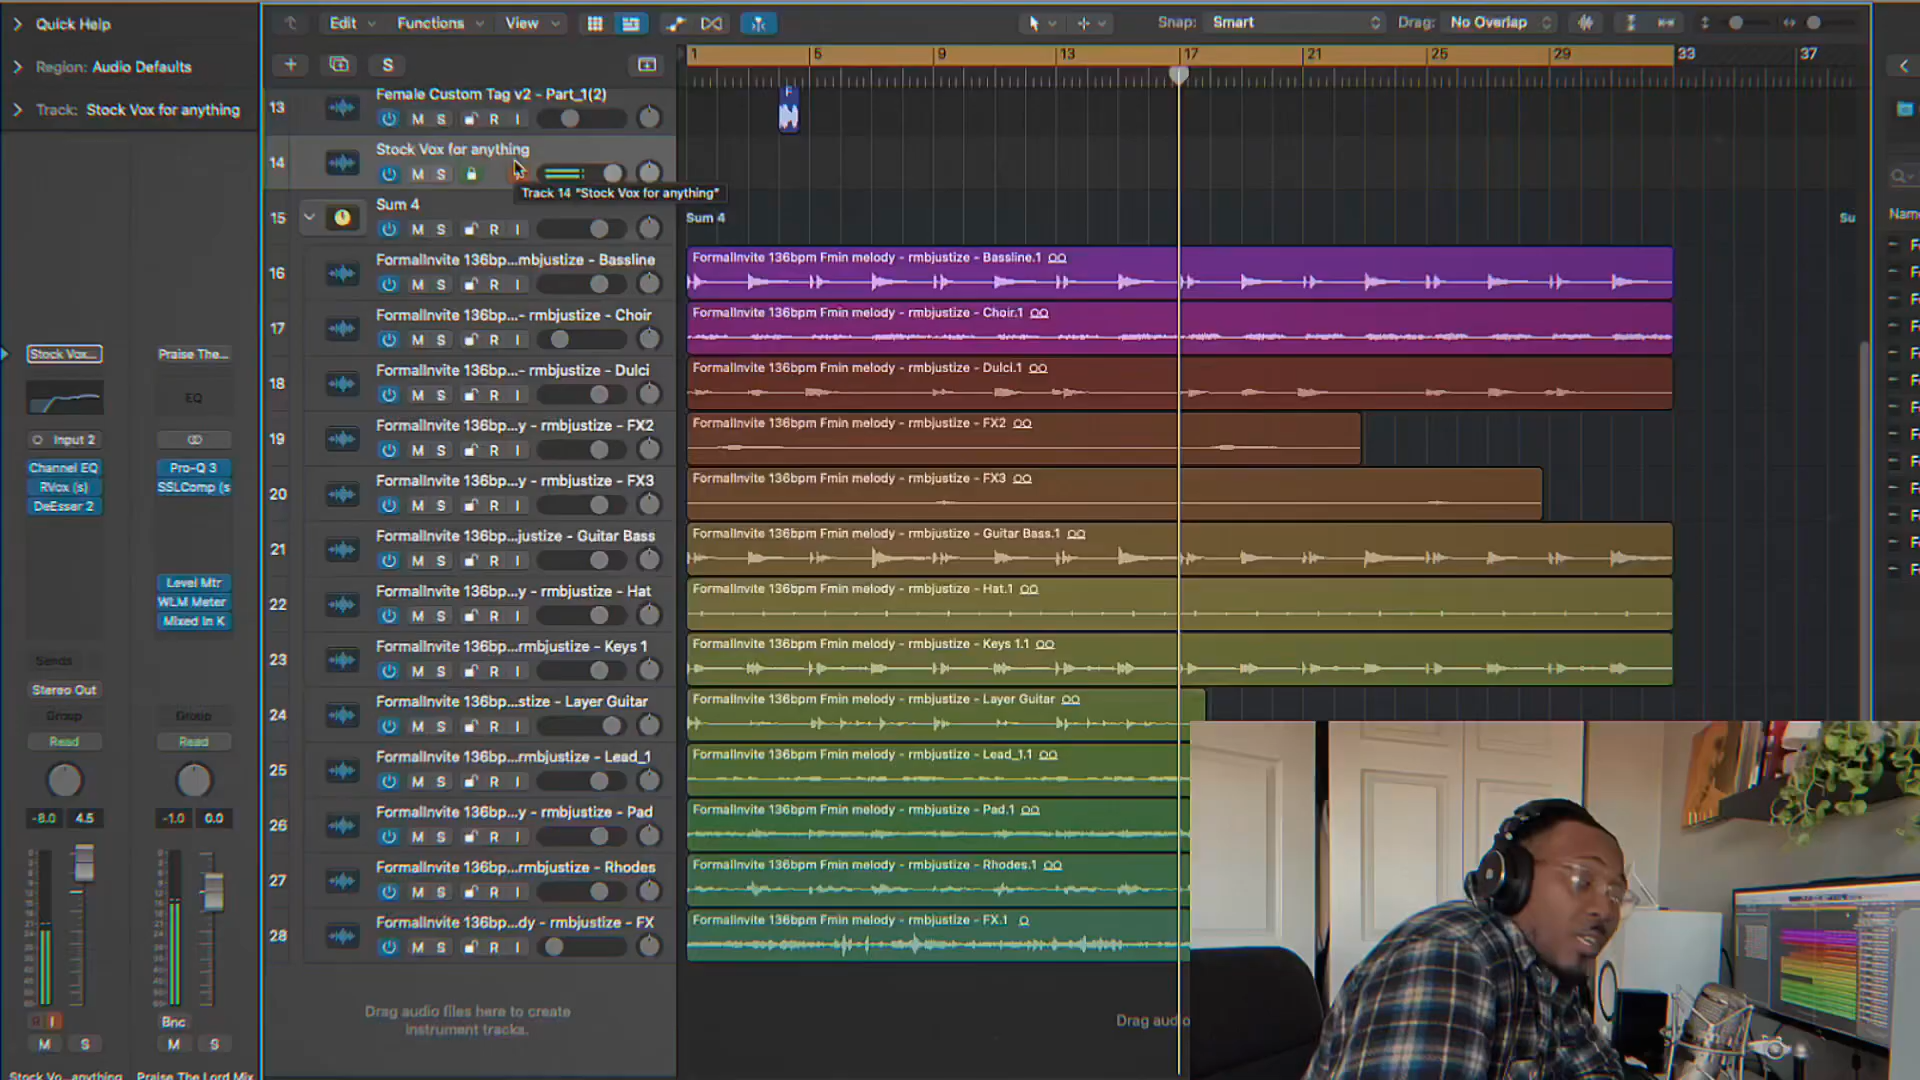 Quick Help
Region: Audio Defaults
Track: Stock Vox for anything
Edit
Functions
View
Snap: Smart
Drag: No Overlap
S
1 5 9 13 17 21 25 29 33 37
13
Female Custom Tag v2 - Part_1(2)
M S R I
F
14
Stock Vox for anything
M S
Track 14 "Stock Vox for anything"
15
Sum 4
M S R I
Sum 4
Su
16
FormalInvite 136bp...mbjustize - Bassline
M S R I
FormalInvite 136bpm Fmin melody - rmbjustize - Bassline.1
17
FormalInvite 136bp...- rmbjustize - Choir
M S R I
FormalInvite 136bpm Fmin melody - rmbjustize - Choir.1
18
FormalInvite 136bp...- rmbjustize - Dulci
M S R I
FormalInvite 136bpm Fmin melody - rmbjustize - Dulci.1
19
FormalInvite 136bp...y - rmbjustize - FX2
M S R I
FormalInvite 136bpm Fmin melody - rmbjustize - FX2
20
FormalInvite 136bp...y - rmbjustize - FX3
M S R I
FormalInvite 136bpm Fmin melody - rmbjustize - FX3
21
FormalInvite 136bp...justize - Guitar Bass
M S R I
FormalInvite 136bpm Fmin melody - rmbjustize - Guitar Bass.1
22
FormalInvite 136bp...y - rmbjustize - Hat
M S R I
FormalInvite 136bpm Fmin melody - rmbjustize - Hat.1
23
FormalInvite 136bp...rmbjustize - Keys 1
M S R I
FormalInvite 136bpm Fmin melody - rmbjustize - Keys 1.1
24
FormalInvite 136bp...stize - Layer Guitar
M S R I
FormalInvite 136bpm Fmin melody - rmbjustize - Layer Guitar
25
FormalInvite 136bp...rmbjustize - Lead_1
M S R I
FormalInvite 136bpm Fmin melody - rmbjustize - Lead_1.1
26
FormalInvite 136bp...y - rmbjustize - Pad
M S R I
FormalInvite 136bpm Fmin melody - rmbjustize - Pad.1
27
FormalInvite 136bp...rmbjustize - Rhodes
M S R I
FormalInvite 136bpm Fmin melody - rmbjustize - Rhodes.1
28
FormalInvite 136bp...dy - rmbjustize - FX
M S R I
FormalInvite 136bpm Fmin melody - rmbjustize - FX.1
Drag audio files here to create
instrument tracks.
Drag audio
Stock Vox...
Praise The...
EQ
Input 2
Channel EQ
RVox (s)
DeEsser 2
Pro-Q 3
SSLComp (s
Level Mtr
WLM Meter
Mixed In K
Sends
Stereo Out
Group
Group
Read
Read
-8.0 4.5
-1.0 0.0
R I
Bnc
M S
M S
Stock Vo...anything
Praise The Lord Mix
Name